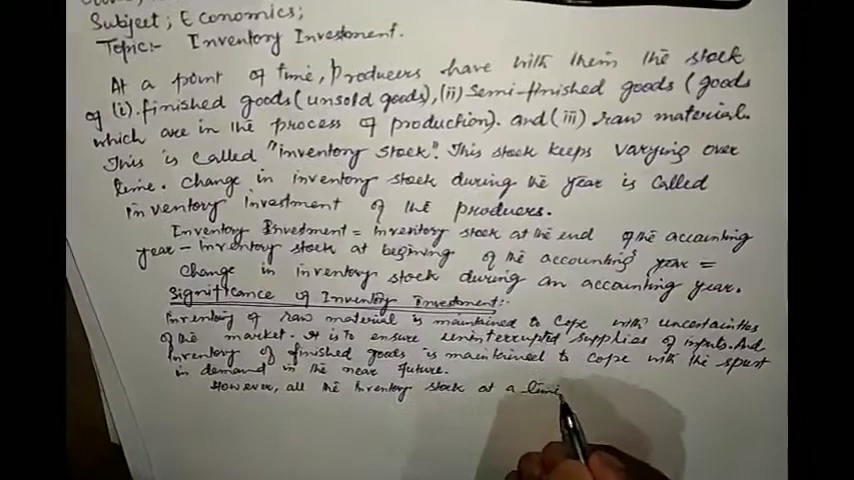 Subject; Economics;
Topic:- Inventory Investment.
At a point of time, Producers have with them the stock
of (i). finished goods (unsold goods), (ii) Semi-finished goods (goods
which are in the process of production). and (iii) raw material.
This is called "inventory stock". This stock keeps varying over
time. Change in inventory stock during the year is called
inventory investment of the producers.
Inventory Investment = Inventory stock at the end of the accounting
year - Inventory stock at begining of the accounting year =
Change in inventory stock during an accounting year.
Significance of Inventory Investment:-
Inventory of raw material is maintained to Cope with uncertainties
of the market. It is to ensure uninterrupted supplies of inputs. And
Inventory of finished goods is maintained to cope with the spurt
in demand in the near future.
However, all the Inventory stock at a time